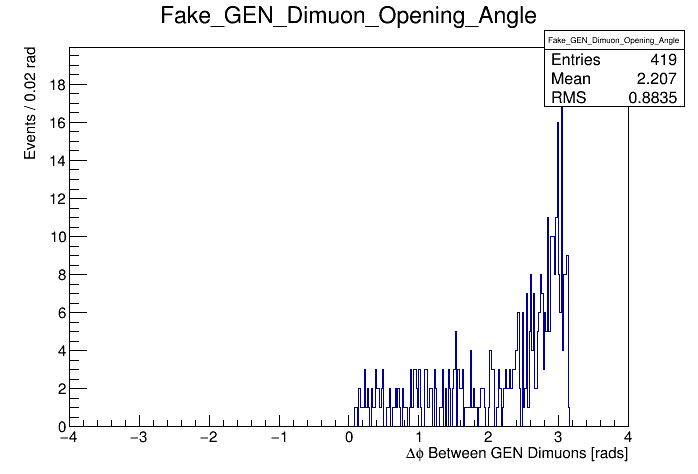 Fake_GEN_Dimuon_Opening_Angle
Fake_GEN_Dimuon_Opening_Angle
Entries 419
Mean 2.207
RMS 0.8835
Events / 0.02 rad
18
16
14
12
10
8
6
4
2
0
−4 −3 −2 −1 0 1 2 3 4
Δϕ Between GEN Dimuons [rads]